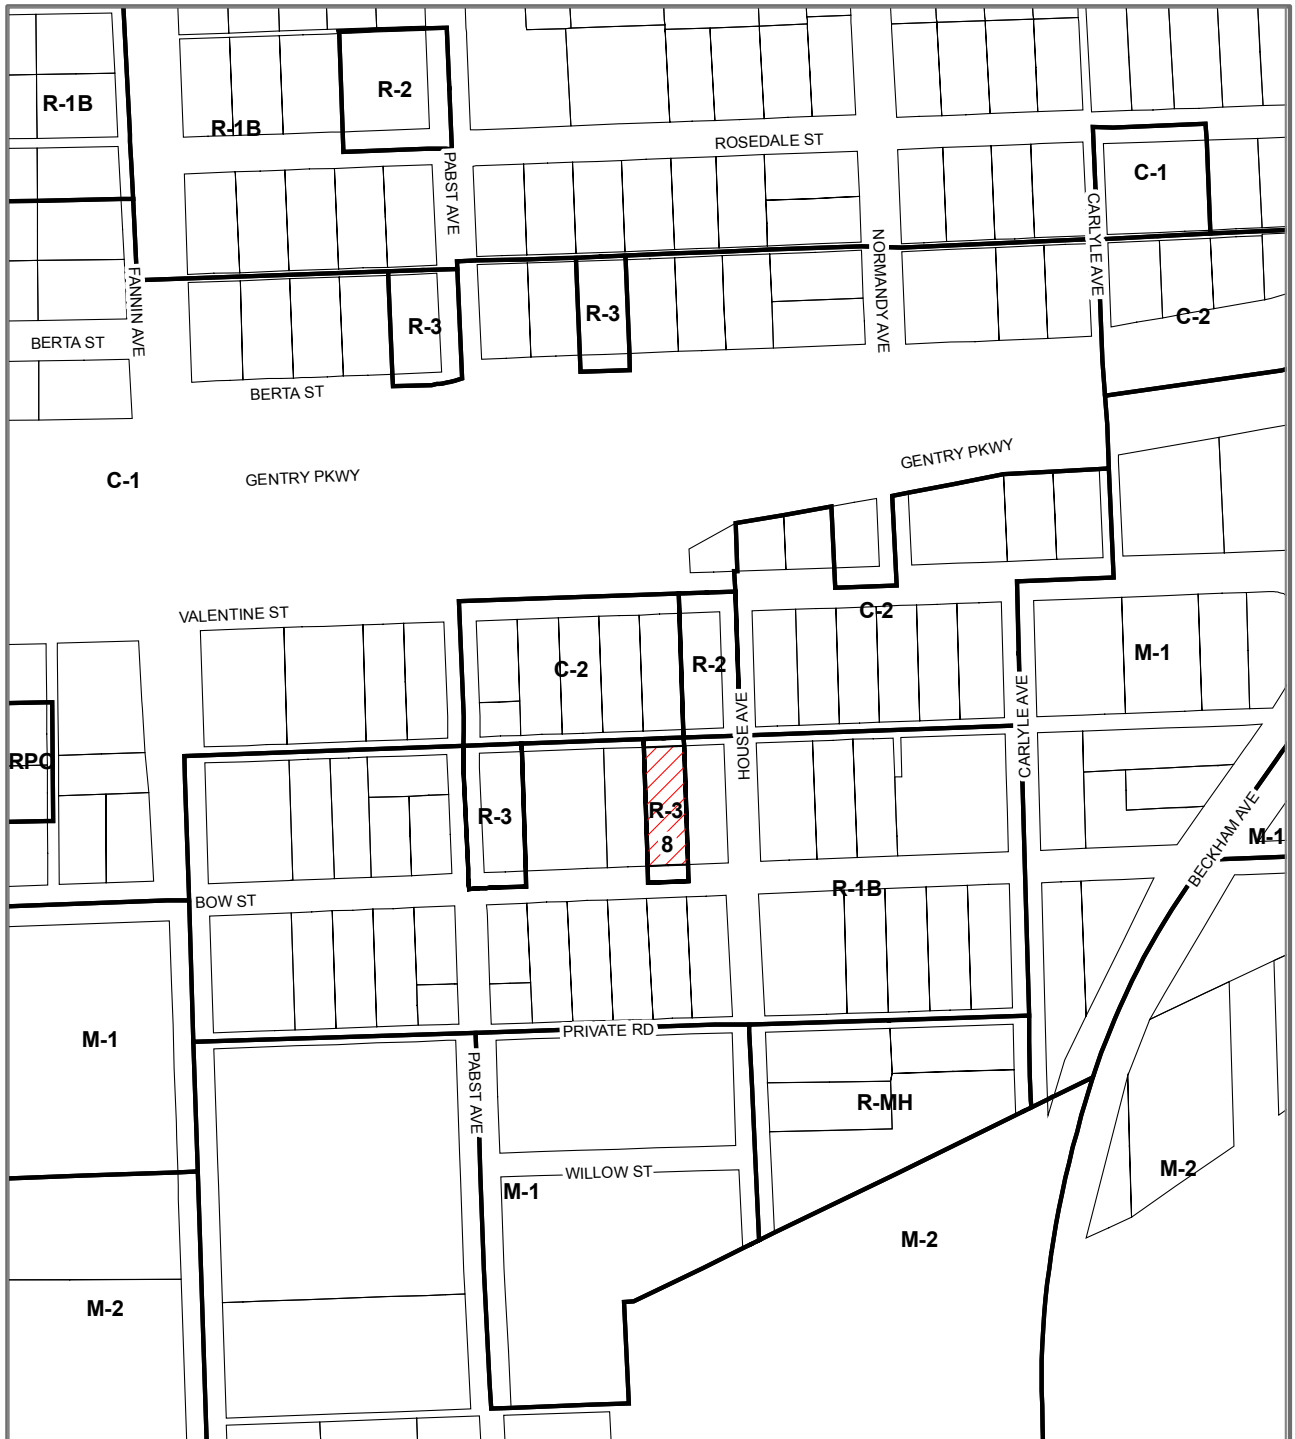 R-2
R-1B
R-1B
ROSEDALE ST
PABST AVE
C-1
CARLYLE AVE
NORMANDY AVE
FANNIN AVE
R-3
R-3
C-2
BERTA ST
BERTA ST
GENTRY PKWY
C-1
GENTRY PKWY
VALENTINE ST
C-2
C-2
R-2
M-1
HOUSE AVE
CARLYLE AVE
RPO
R-3
R-3
8
BECKHAM AVE
M-1
R-1B
BOW ST
PRIVATE RD
M-1
PABST AVE
R-MH
WILLOW ST
M-1
M-2
M-2
M-2